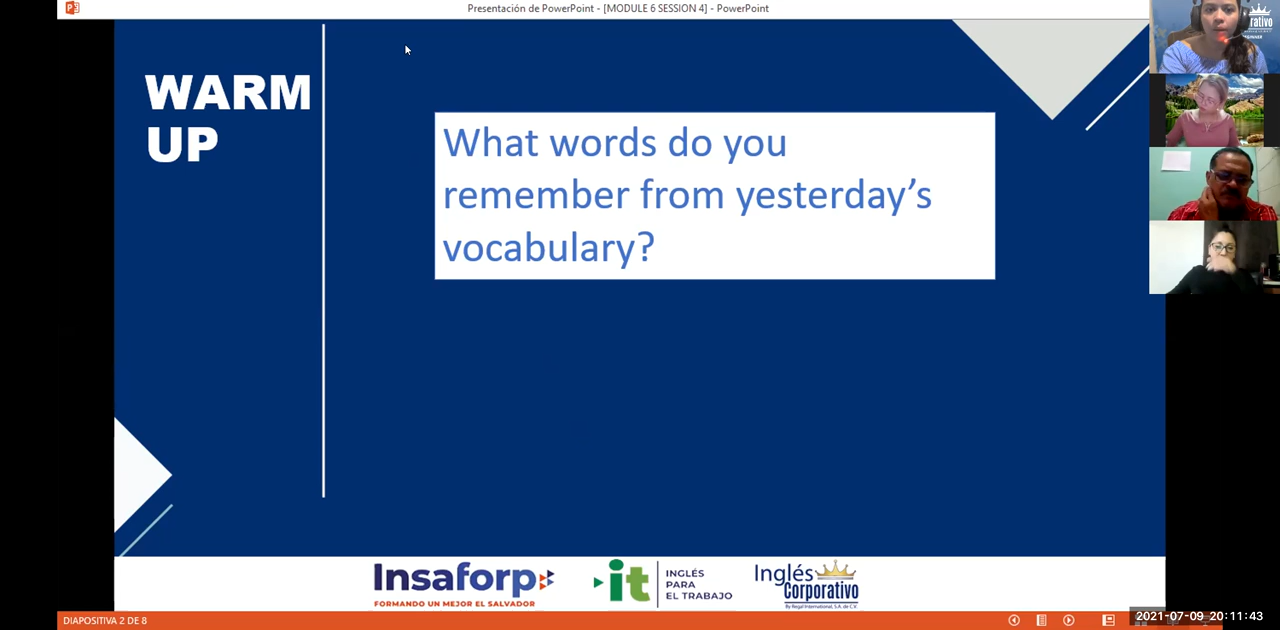 Presentación de PowerPoint - [MODULE 6 SESSION 4] - PowerPoint
WARM
UP
What words do you
remember from yesterday’s
vocabulary?
Insaforp
FORMANDO UN MEJOR EL SALVADOR
it
INGLÉS
PARA
EL TRABAJO
Inglés
Corporativo
By Regal International, S.A. de C.V.
DIAPOSITIVA 2 DE 8
2021-07-09 20:11:43